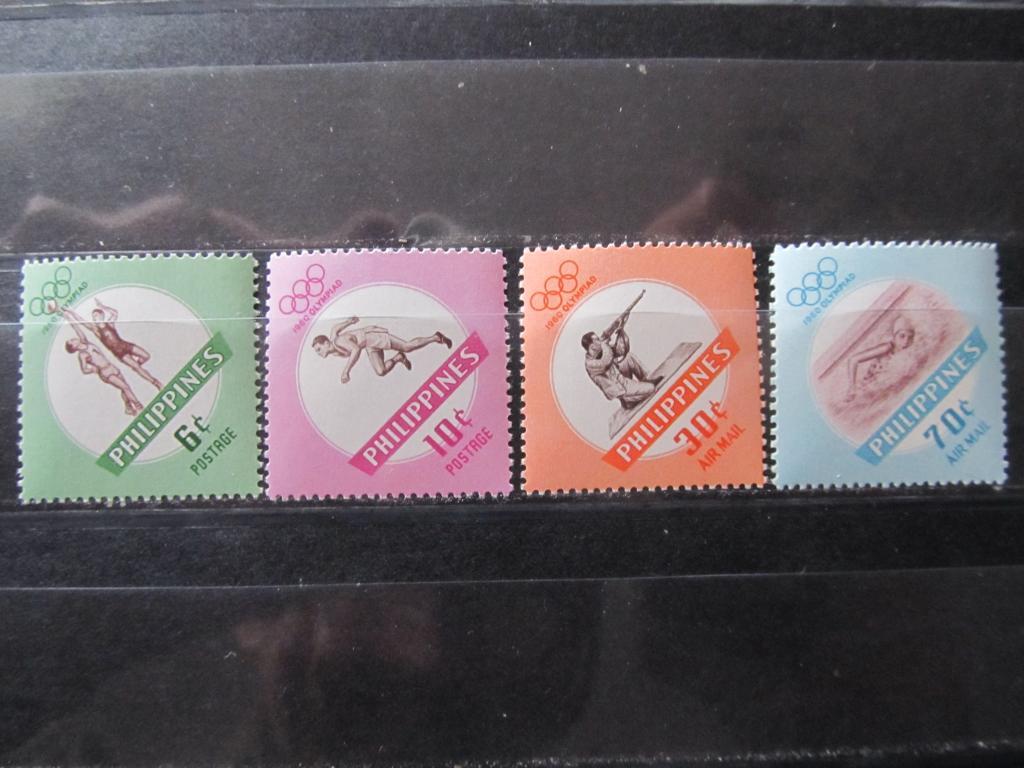 1960 OLYMPIAD
PHILIPPINES
6¢
POSTAGE
1960 OLYMPIAD
PHILIPPINES
10¢
POSTAGE
1960 OLYMPIAD
PHILIPPINES
30¢
AIR MAIL
1960 OLYMPIAD
PHILIPPINES
70¢
AIR MAIL